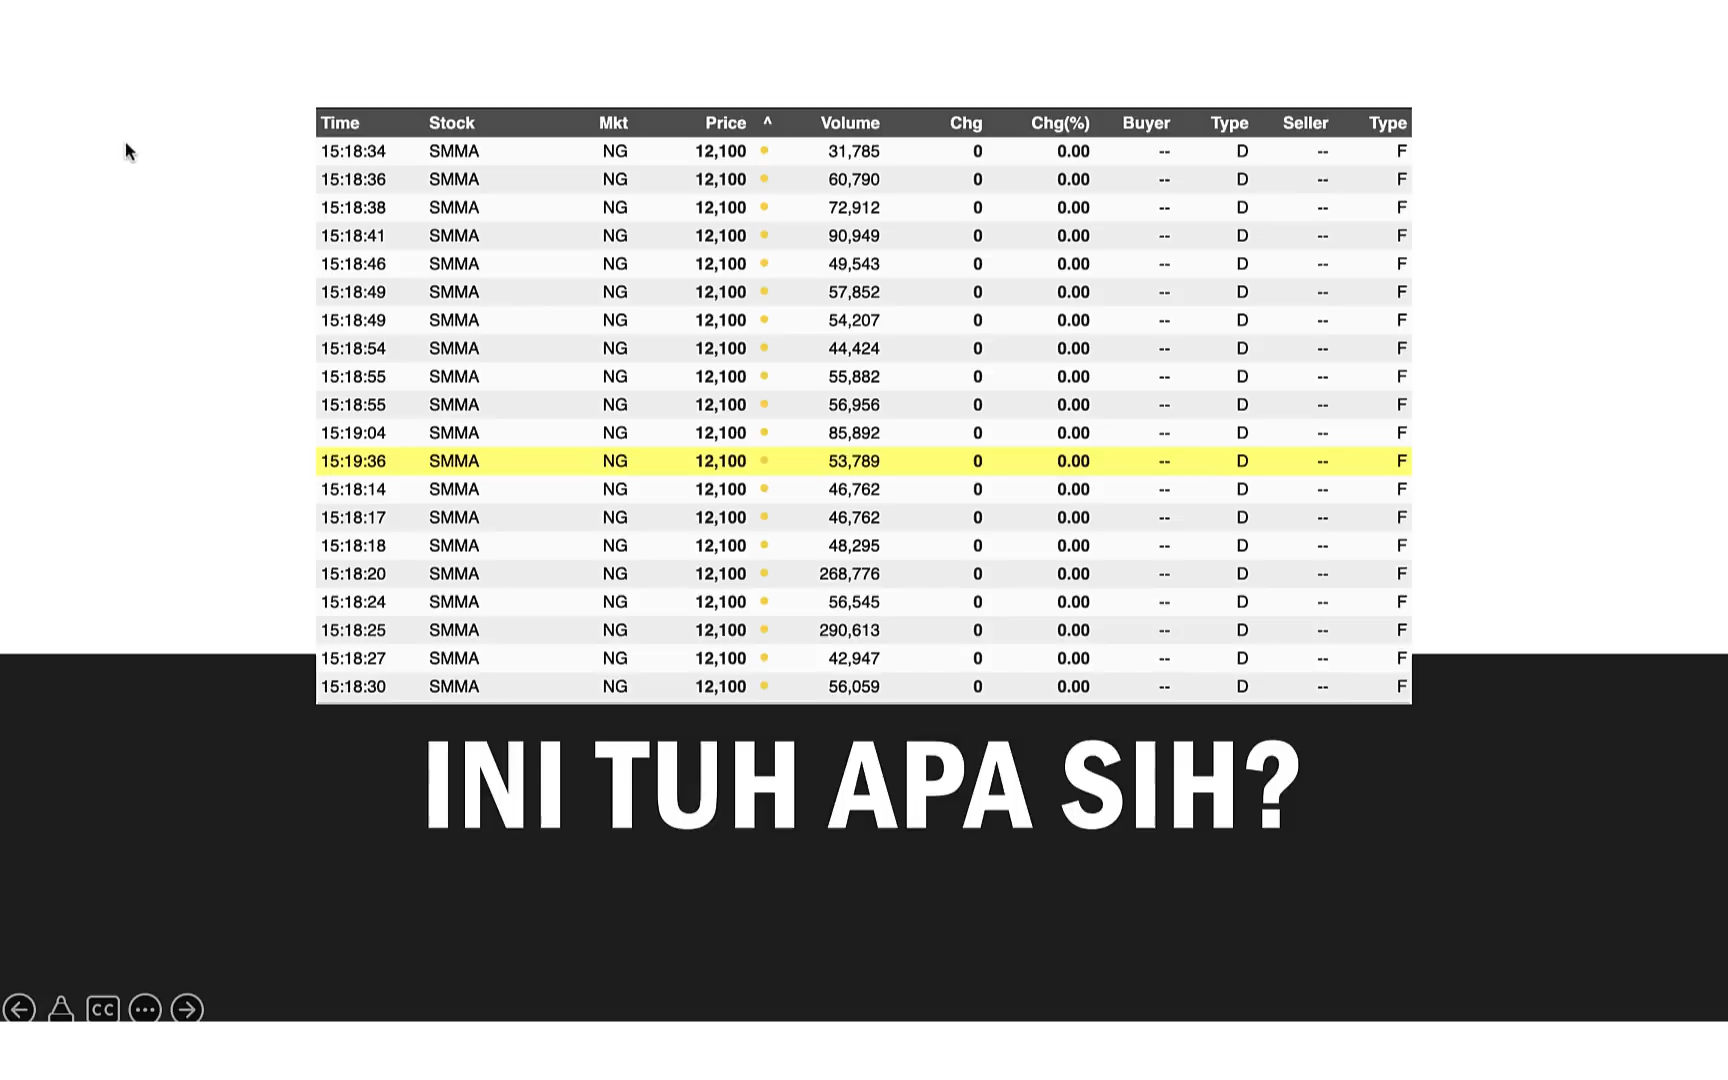 Time Stock Mkt Price ^ Volume Chg Chg(%) Buyer Type Seller Type
15:18:34 SMMA NG 12,100 31,785 0 0.00 -- D -- F
15:18:36 SMMA NG 12,100 60,790 0 0.00 -- D -- F
15:18:38 SMMA NG 12,100 72,912 0 0.00 -- D -- F
15:18:41 SMMA NG 12,100 90,949 0 0.00 -- D -- F
15:18:46 SMMA NG 12,100 49,543 0 0.00 -- D -- F
15:18:49 SMMA NG 12,100 57,852 0 0.00 -- D -- F
15:18:49 SMMA NG 12,100 54,207 0 0.00 -- D -- F
15:18:54 SMMA NG 12,100 44,424 0 0.00 -- D -- F
15:18:55 SMMA NG 12,100 55,882 0 0.00 -- D -- F
15:18:55 SMMA NG 12,100 56,956 0 0.00 -- D -- F
15:19:04 SMMA NG 12,100 85,892 0 0.00 -- D -- F
15:19:36 SMMA NG 12,100 53,789 0 0.00 -- D -- F
15:18:14 SMMA NG 12,100 46,762 0 0.00 -- D -- F
15:18:17 SMMA NG 12,100 46,762 0 0.00 -- D -- F
15:18:18 SMMA NG 12,100 48,295 0 0.00 -- D -- F
15:18:20 SMMA NG 12,100 268,776 0 0.00 -- D -- F
15:18:24 SMMA NG 12,100 56,545 0 0.00 -- D -- F
15:18:25 SMMA NG 12,100 290,613 0 0.00 -- D -- F
15:18:27 SMMA NG 12,100 42,947 0 0.00 -- D -- F
15:18:30 SMMA NG 12,100 56,059 0 0.00 -- D -- F
INI TUH APA SIH?
CC